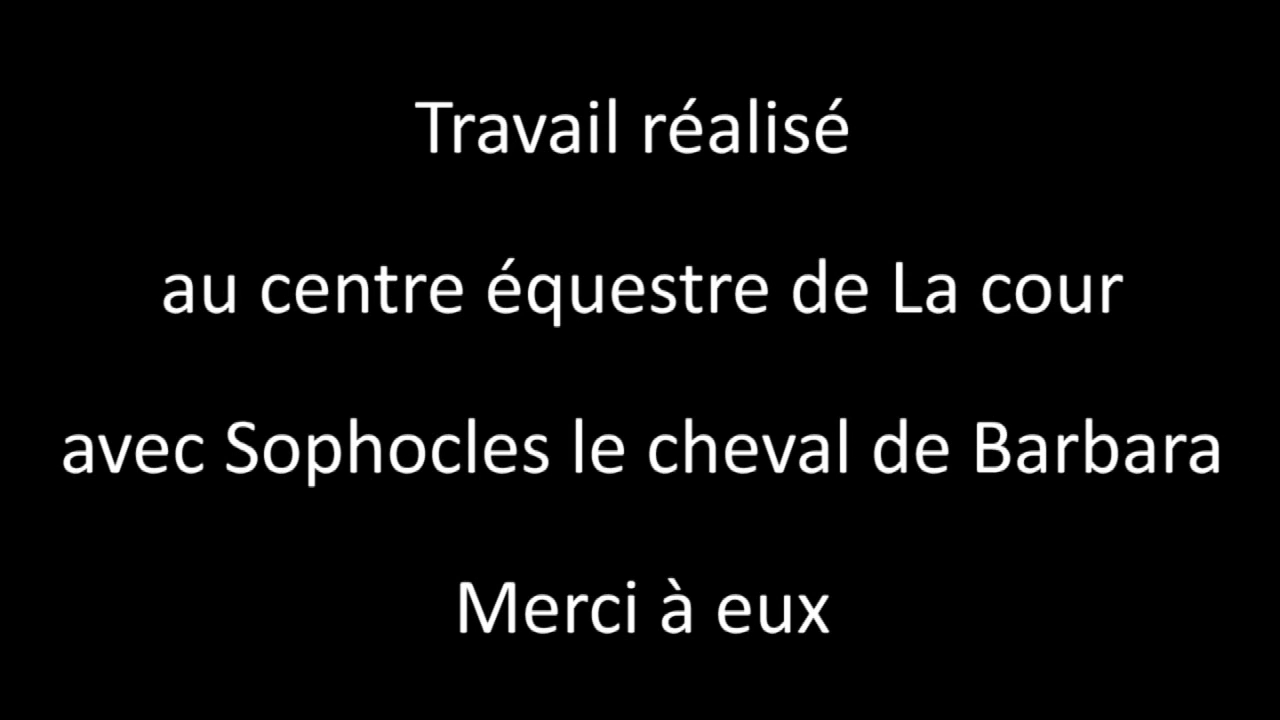 Travail réalisé
au centre équestre de La cour
avec Sophocles le cheval de Barbara
Merci à eux